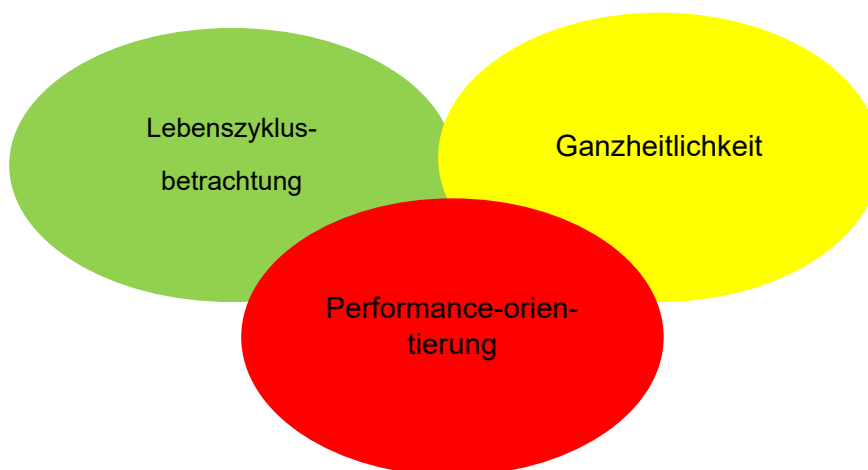 Lebenszyklus-
betrachtung
Ganzheitlichkeit
Performance-orien-
tierung